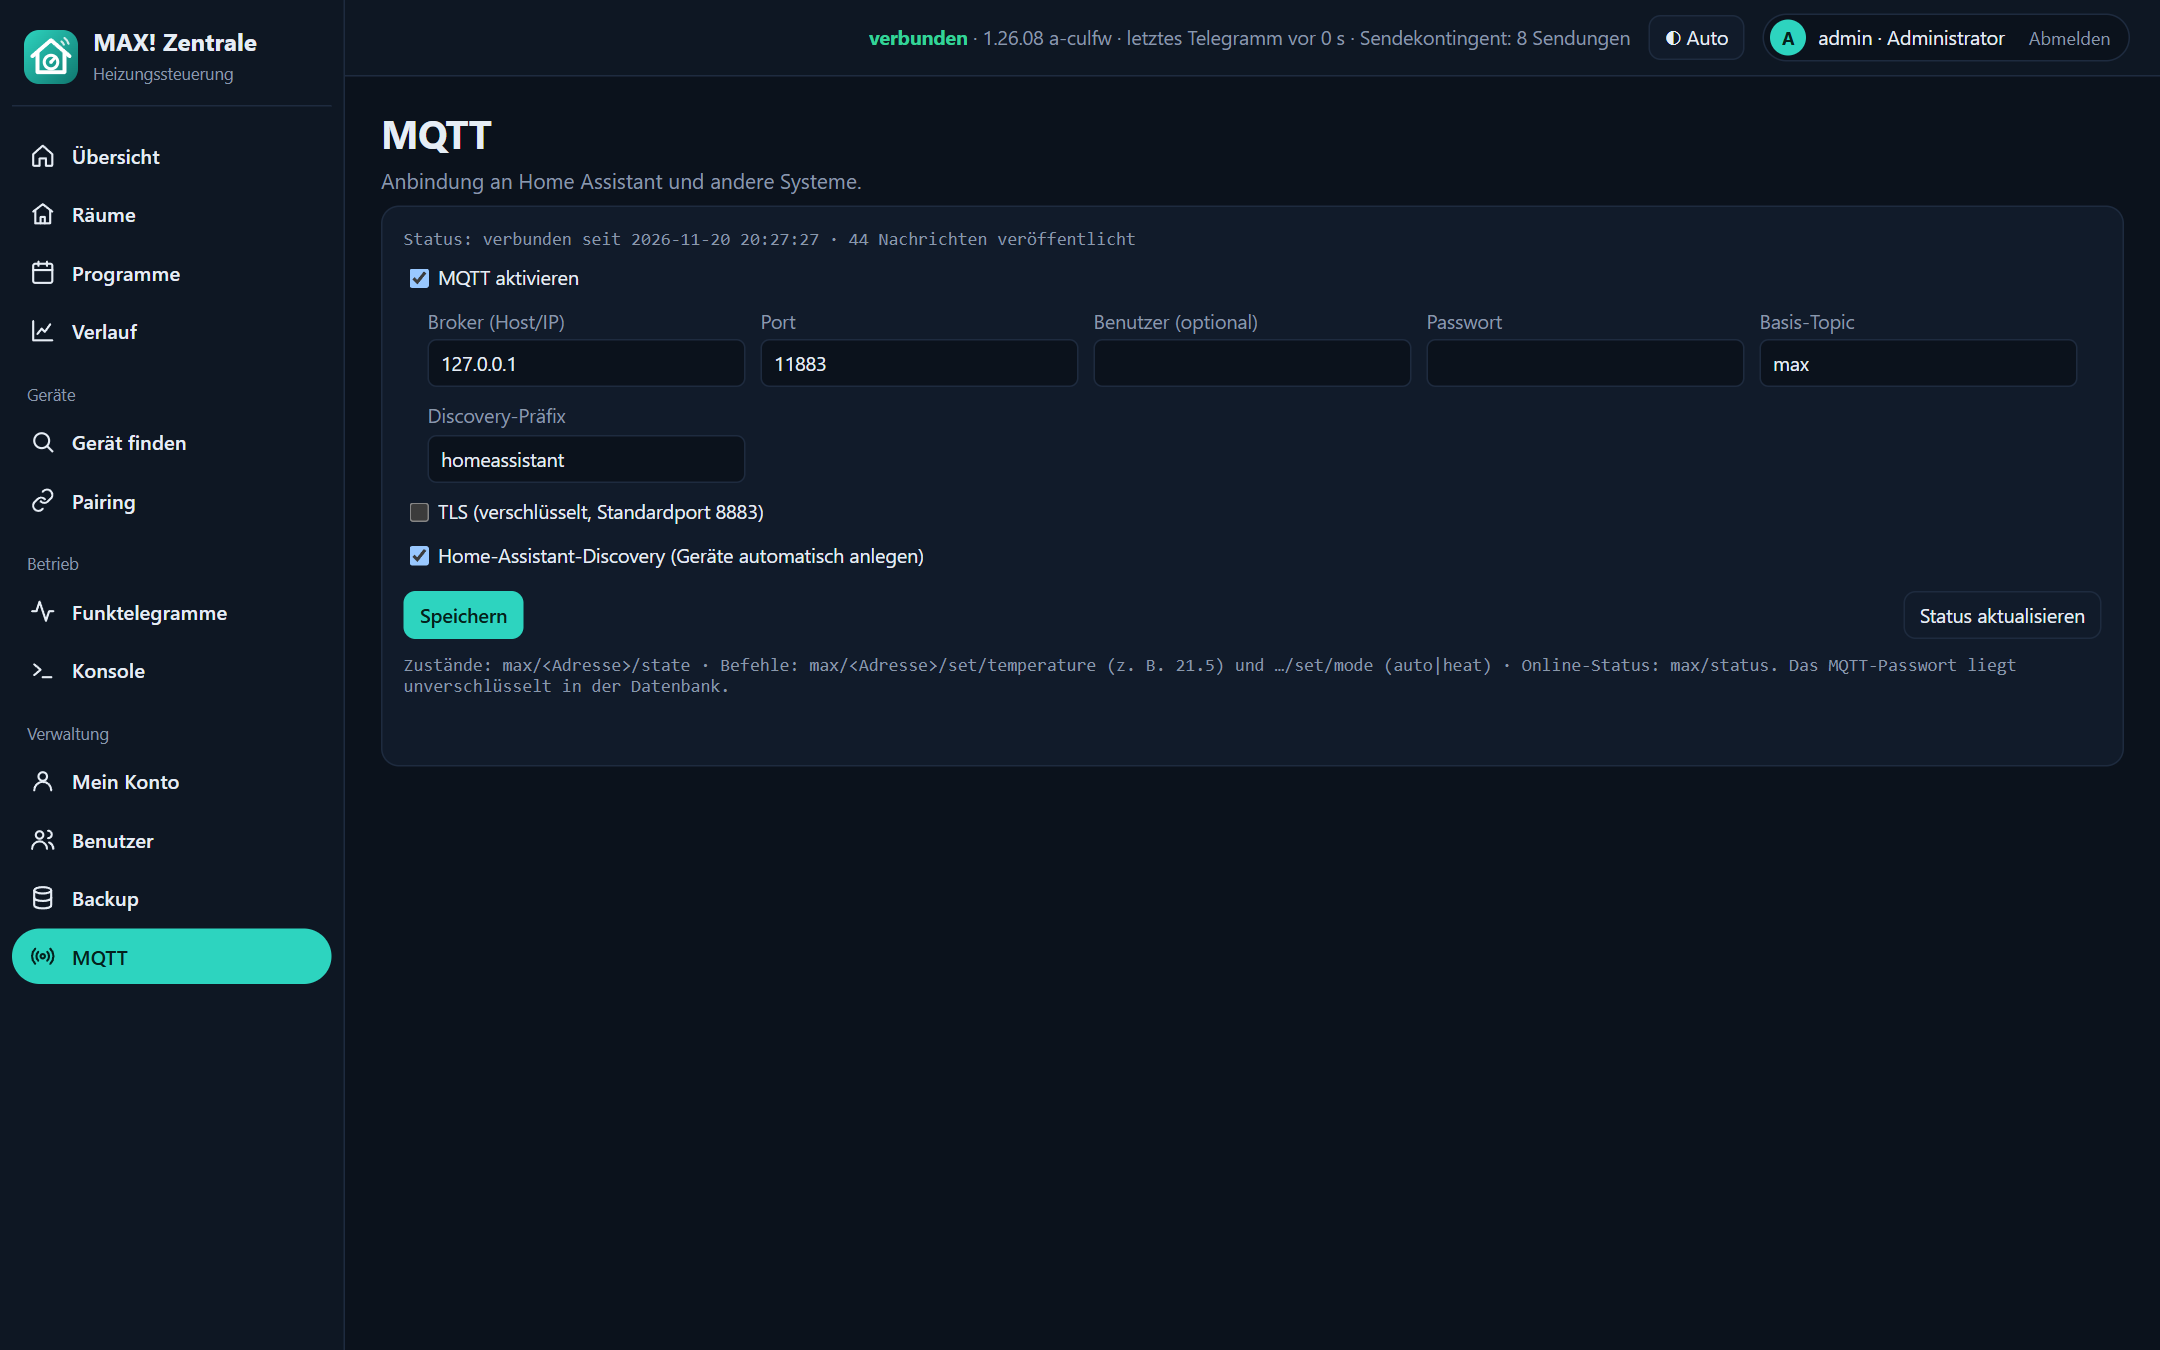 MAX! Zentrale
Heizungssteuerung
Übersicht
Räume
Programme
Verlauf
Geräte
Gerät finden
Pairing
Betrieb
Funktelegramme
Konsole
Verwaltung
Mein Konto
Benutzer
Backup
MQTT
verbunden · 1.26.08 a-culfw · letztes Telegramm vor 0 s · Sendekontingent: 8 Sendungen
Auto
A admin · Administrator Abmelden
MQTT
Anbindung an Home Assistant und andere Systeme.
Status: verbunden seit 2026-11-20 20:27:27 · 44 Nachrichten veröffentlicht
MQTT aktivieren
Broker (Host/IP) Port Benutzer (optional) Passwort Basis-Topic
127.0.0.1 11883 max
Discovery-Präfix
homeassistant
TLS (verschlüsselt, Standardport 8883)
Home-Assistant-Discovery (Geräte automatisch anlegen)
Speichern Status aktualisieren
Zustände: max/<Adresse>/state · Befehle: max/<Adresse>/set/temperature (z. B. 21.5) und …/set/mode (auto|heat) · Online-Status: max/status. Das MQTT-Passwort liegt
unverschlüsselt in der Datenbank.